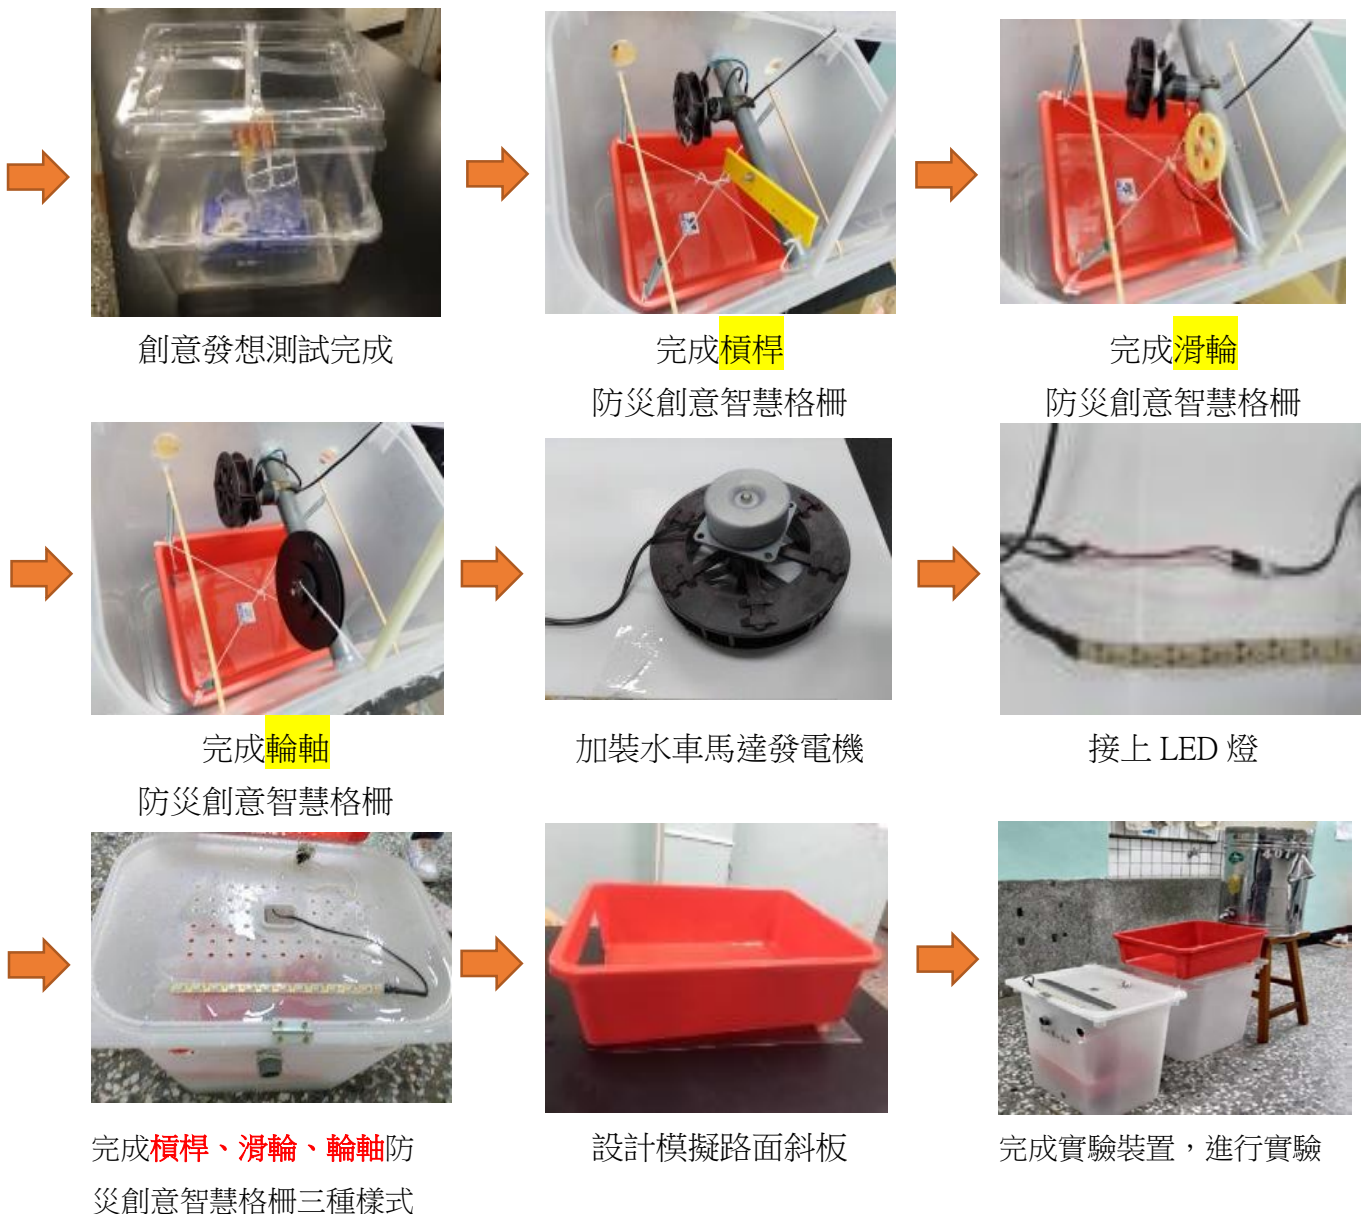 創意發想測試完成
完成槓桿
防災創意智慧格柵
完成滑輪
防災創意智慧格柵
完成輪軸
防災創意智慧格柵
加裝水車馬達發電機
接上 LED 燈
完成槓桿、滑輪、輪軸防
災創意智慧格柵三種樣式
設計模擬路面斜板
完成實驗裝置，進行實驗
407